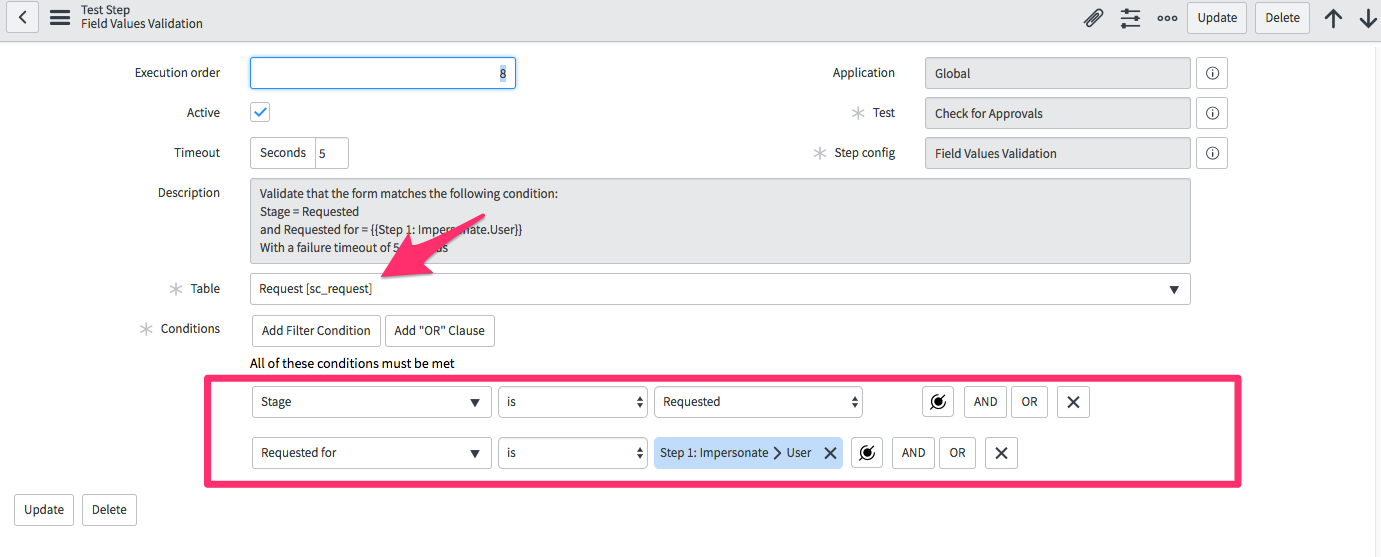 Test Step
Field Values Validation
Update
Delete
Execution order 8
Application Global
Active
Test Check for Approvals
Timeout Seconds 5
Step config Field Values Validation
Description
Validate that the form matches the following condition:
Stage = Requested
and Requested for = {{Step 1: Impersonate.User}}
With a failure timeout of 5
Table Request [sc_request]
Conditions Add Filter Condition Add "OR" Clause
All of these conditions must be met
Stage is Requested AND OR
Requested for is Step 1: Impersonate > User AND OR
Update Delete